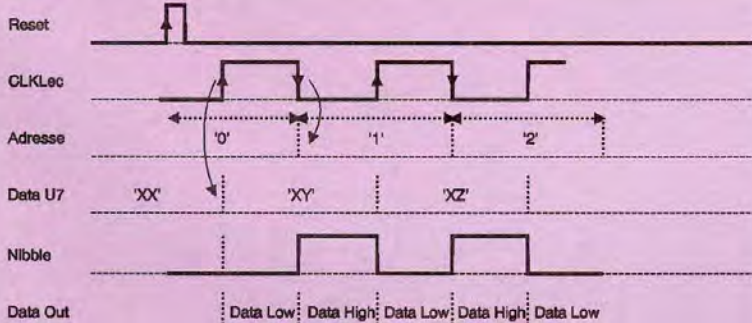 Reset
CLKLec
Adresse '0' '1' '2'
Data U7 'XX' 'XY' 'XZ'
Nibble
Data Out Data Low Data High Data Low Data High Data Low